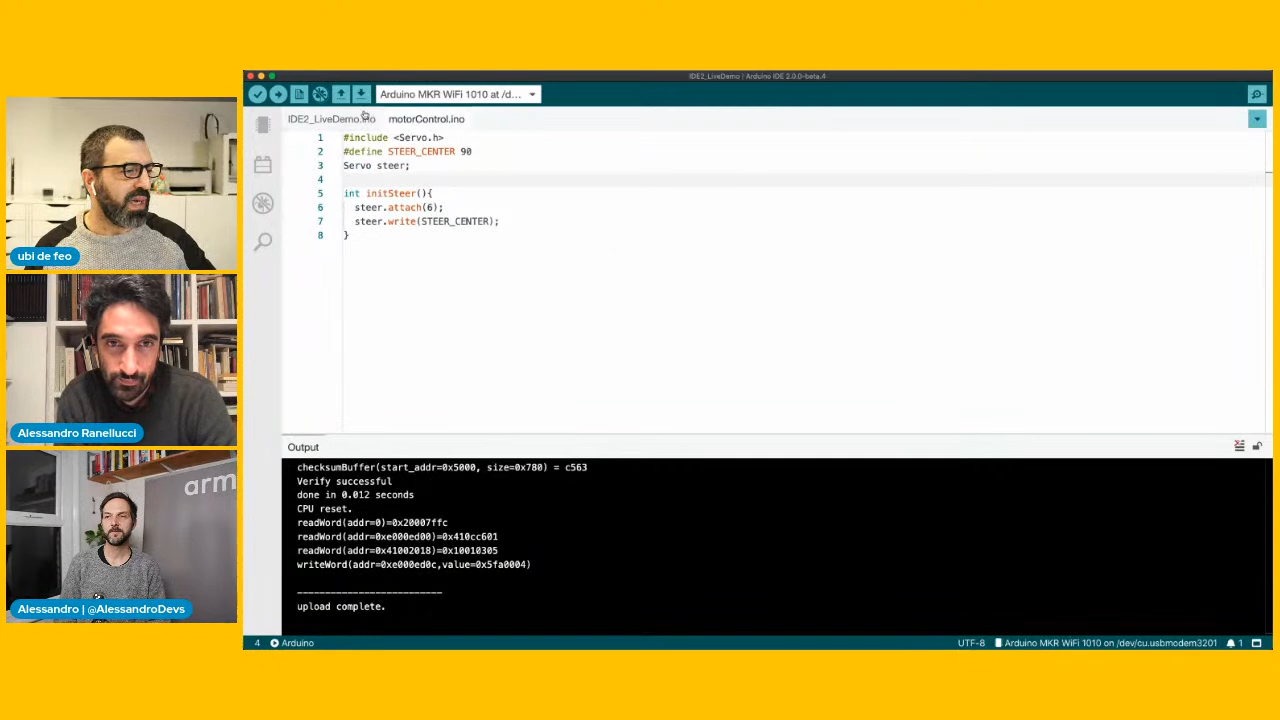 IDE2_LiveDemo | Arduino IDE 2.0.0-beta.4
Arduino MKR WiFi 1010 at /d...
IDE2_LiveDemo.ino motorControl.ino
1 #include <Servo.h>
2 #define STEER_CENTER 90
3 Servo steer;
4
5 int initSteer(){
6 steer.attach(6);
7 steer.write(STEER_CENTER);
8 }
ubi de feo
Alessandro Ranellucci
arm
Alessandro | @AlessandroDevs
Output
checksumBuffer(start_addr=0x5000, size=0x780) = c563
Verify successful
done in 0.012 seconds
CPU reset.
readWord(addr=0)=0x20007ffc
readWord(addr=0xe000ed00)=0x410cc601
readWord(addr=0x41002018)=0x10010305
writeWord(addr=0xe000ed0c,value=0x5fa0004)
-------------------------
upload complete.
4 Arduino UTF-8 Arduino MKR WiFi 1010 on /dev/cu.usbmodem3201 1